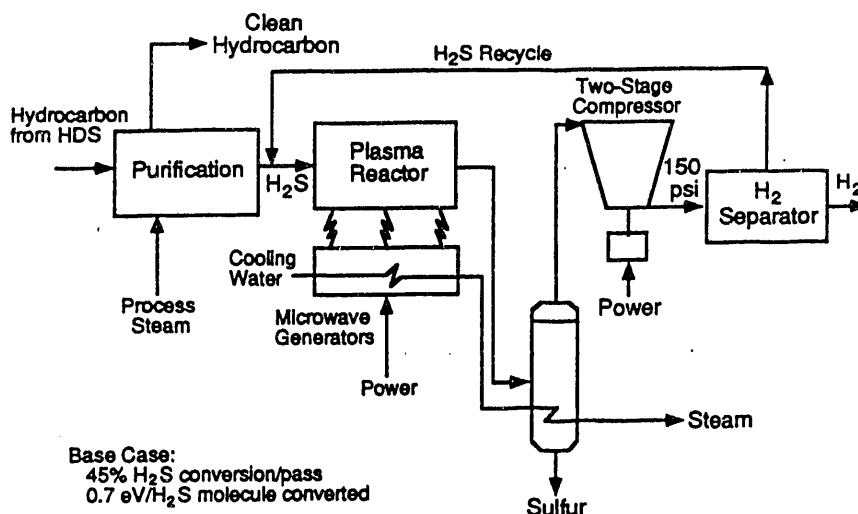 Clean
Hydrocarbon
H2S Recycle
Two-Stage
Compressor
Hydrocarbon
from HDS
Purification
H2S
Plasma
Reactor
150
psi
H2
Separator
H2
Cooling
Water
Process
Steam
Microwave
Generators
Power
Power
Steam
Sulfur
Base Case:
45% H2S conversion/pass
0.7 eV/H2S molecule converted